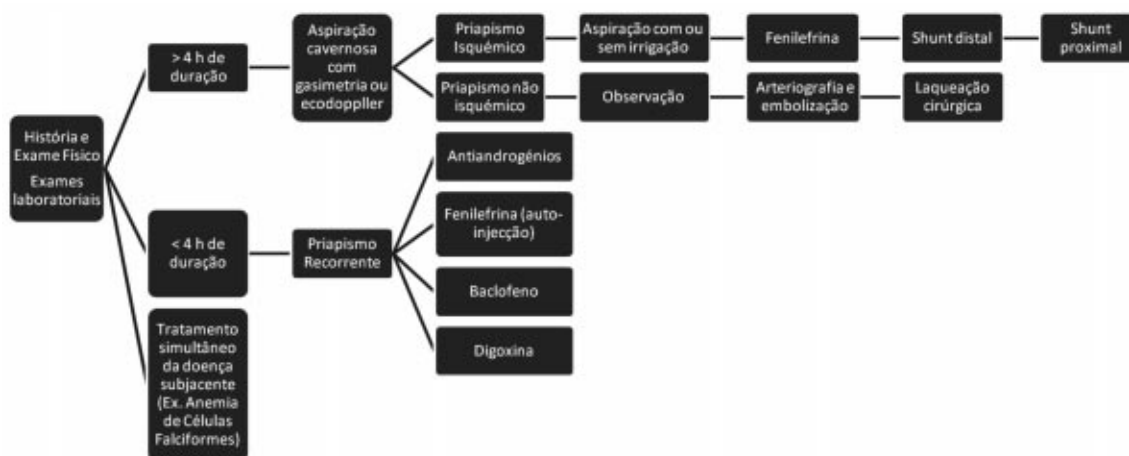 História e
Exame Físico
Exames
laboratoriais
> 4 h de
duração
Aspiração
cavernosa
com
gasimetria ou
ecodoppller
Priapismo
Isquémico
Aspiração com ou
sem irrigação
Fenilefrina
Shunt distal
Shunt
proximal
Priapismo não
isquémico
Observação
Arteriografia e
embolização
Laqueação
cirúrgica
< 4 h de
duração
Priapismo
Recorrente
Antiandrogénios
Fenilefrina (auto-
injecção)
Baclofeno
Digoxina
Tratamento
simultâneo
da doença
subjacente
(Ex. Anemia
de Células
Falciformes)